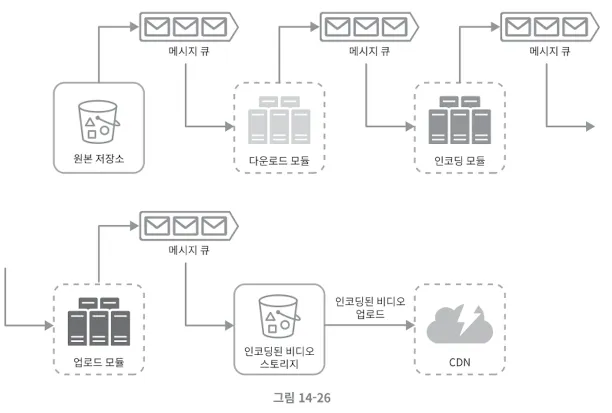 메시지 큐
메시지 큐
메시지 큐
원본 저장소
다운로드 모듈
인코딩 모듈
메시지 큐
업로드 모듈
인코딩된 비디오
스토리지
인코딩된 비디오
업로드
CDN
그림 14-26